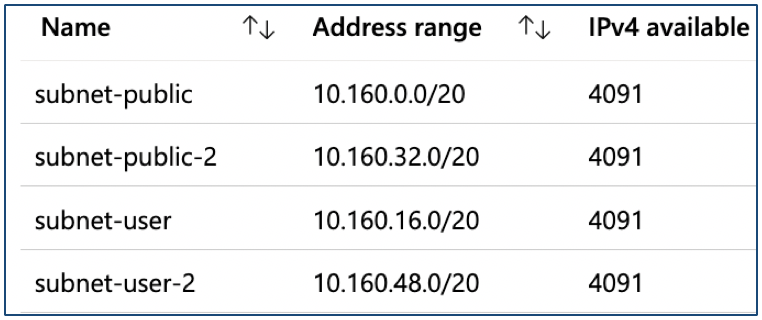 Name ↑↓ Address range ↑↓ IPv4 available
subnet-public 10.160.0.0/20 4091
subnet-public-2 10.160.32.0/20 4091
subnet-user 10.160.16.0/20 4091
subnet-user-2 10.160.48.0/20 4091